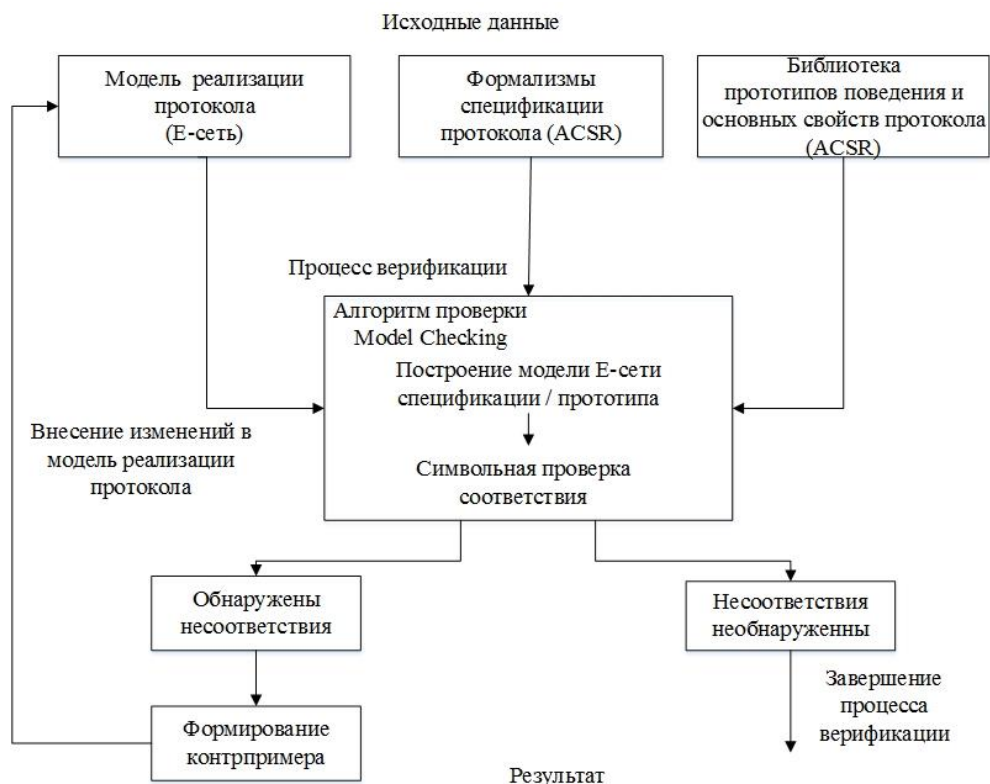 Исходные данные
Модель реализации
протокола
(Е-сеть)
Формализмы
спецификации
протокола (ACSR)
Библиотека
прототипов поведения и
основных свойств протокола
(ACSR)
Процесс верификации
Алгоритм проверки
Model Checking
Построение модели Е-сети
спецификации / прототипа
Символьная проверка
соответствия
Внесение изменений в
модель реализации
протокола
Обнаружены
несоответствия
Несоответствия
необнаруженны
Формирование
контрпримера
Завершение
процесса
верификации
Результат